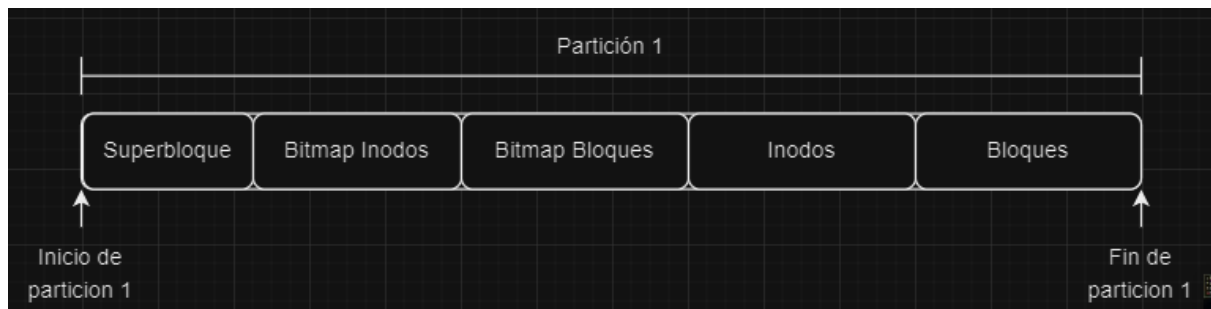 Partición 1
Superbloque
Bitmap Inodos
Bitmap Bloques
Inodos
Bloques
Inicio de
particion 1
Fin de
particion 1